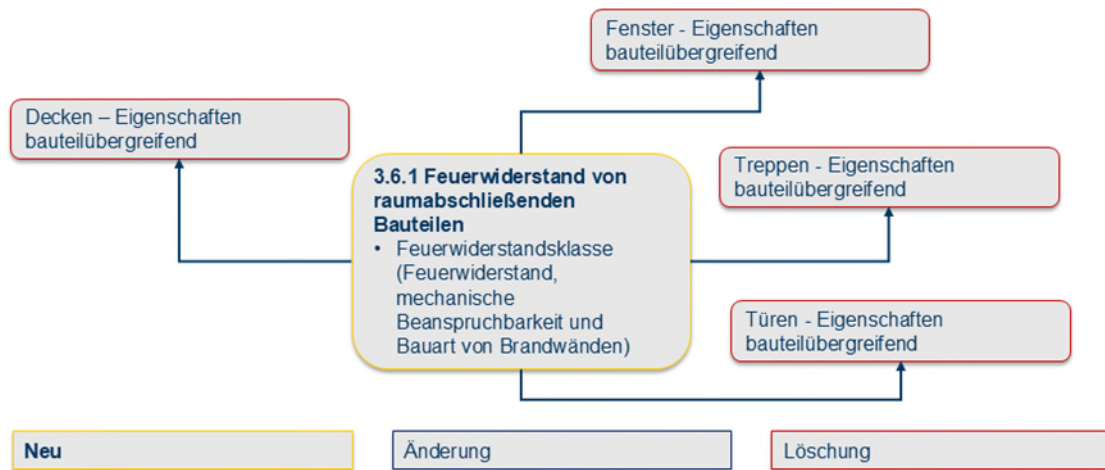 Fenster - Eigenschaften
bauteilübergreifend
Decken – Eigenschaften
bauteilübergreifend
3.6.1 Feuerwiderstand von
raumabschließenden
Bauteilen
• Feuerwiderstandsklasse
(Feuerwiderstand,
mechanische
Beanspruchbarkeit und
Bauart von Brandwänden)
Treppen - Eigenschaften
bauteilübergreifend
Türen - Eigenschaften
bauteilübergreifend
Neu
Änderung
Löschung